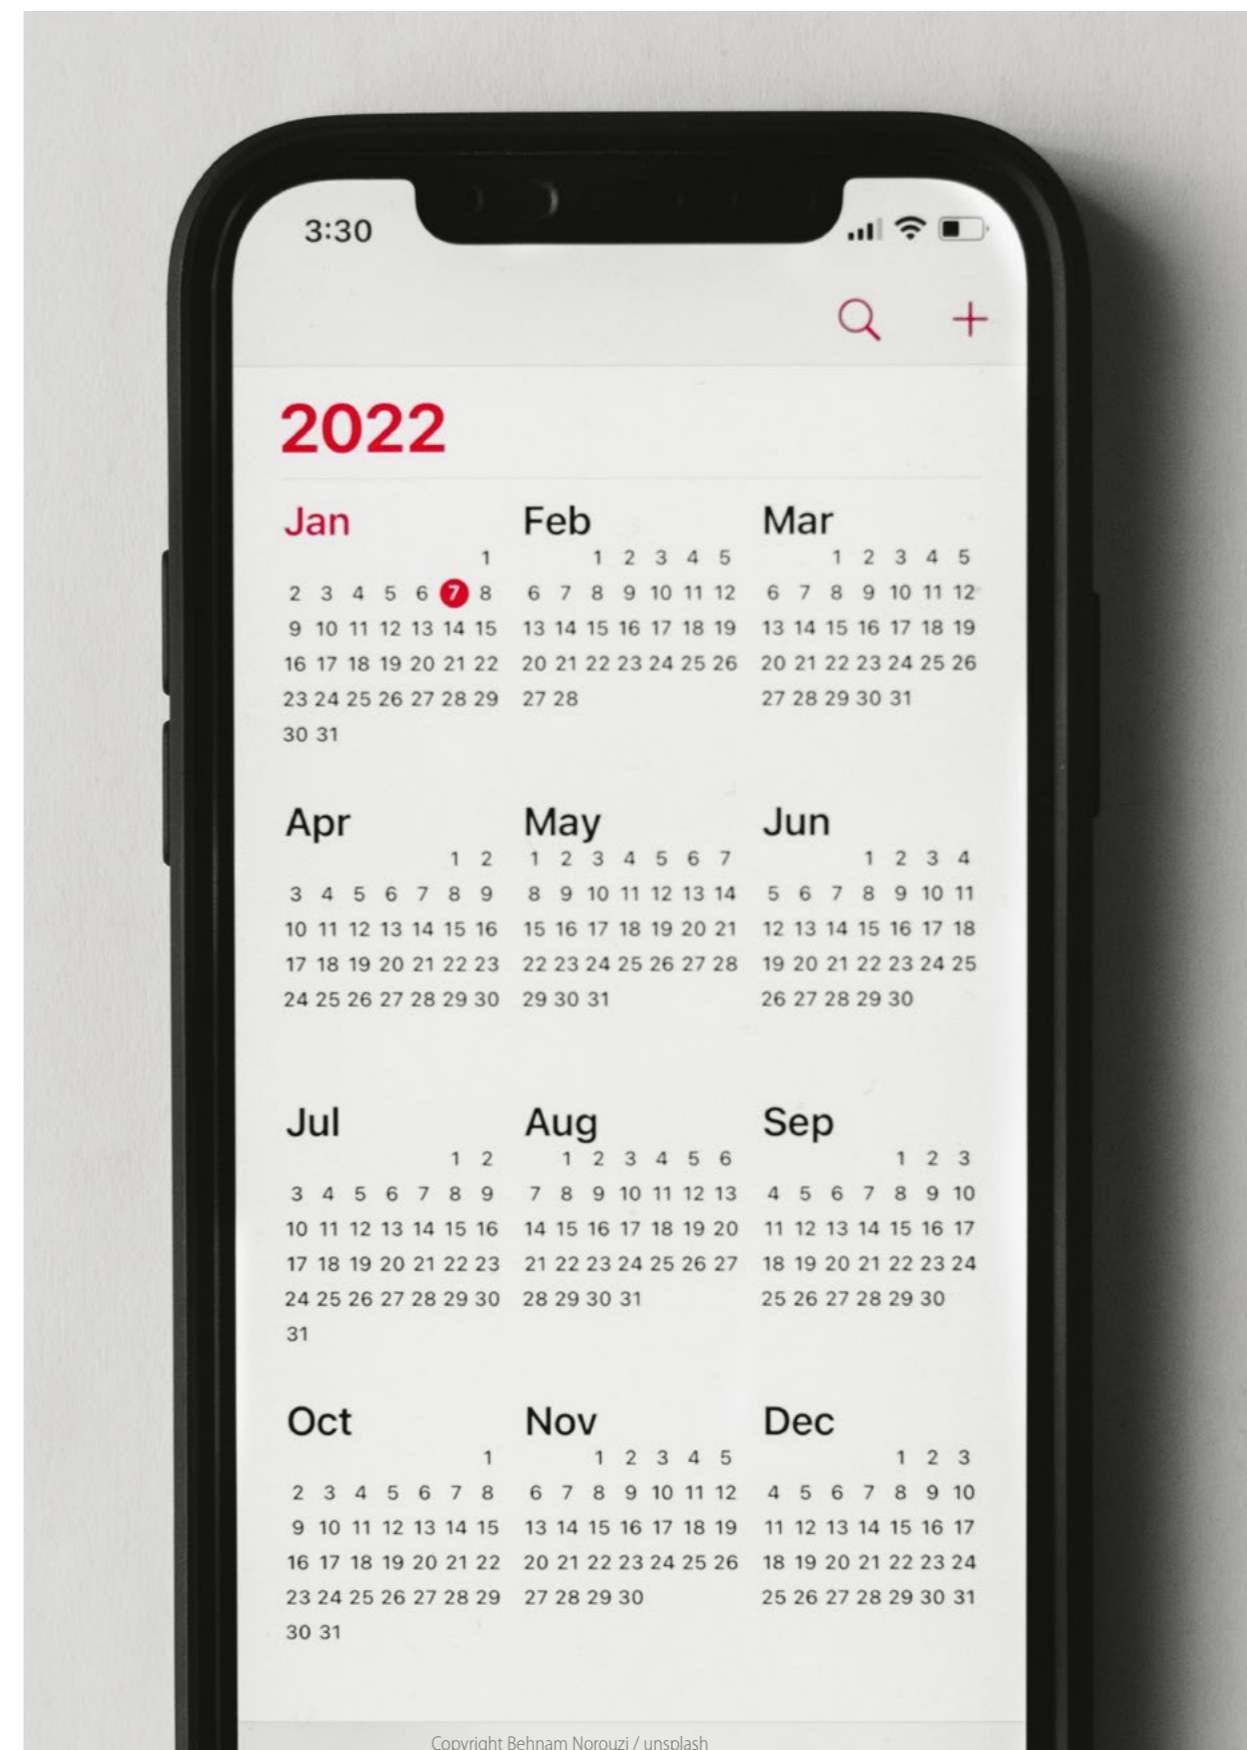 3:30
2022
Jan
1
2 3 4 5 6 7 8
9 10 11 12 13 14 15
16 17 18 19 20 21 22
23 24 25 26 27 28 29
30 31
Feb
1 2 3 4 5
6 7 8 9 10 11 12
13 14 15 16 17 18 19
20 21 22 23 24 25 26
27 28
Mar
1 2 3 4 5
6 7 8 9 10 11 12
13 14 15 16 17 18 19
20 21 22 23 24 25 26
27 28 29 30 31
Apr
1 2
3 4 5 6 7 8 9
10 11 12 13 14 15 16
17 18 19 20 21 22 23
24 25 26 27 28 29 30
May
1 2 3 4 5 6 7
8 9 10 11 12 13 14
15 16 17 18 19 20 21
22 23 24 25 26 27 28
29 30 31
Jun
1 2 3 4
5 6 7 8 9 10 11
12 13 14 15 16 17 18
19 20 21 22 23 24 25
26 27 28 29 30
Jul
1 2
3 4 5 6 7 8 9
10 11 12 13 14 15 16
17 18 19 20 21 22 23
24 25 26 27 28 29 30
31
Aug
1 2 3 4 5 6
7 8 9 10 11 12 13
14 15 16 17 18 19 20
21 22 23 24 25 26 27
28 29 30 31
Sep
1 2 3
4 5 6 7 8 9 10
11 12 13 14 15 16 17
18 19 20 21 22 23 24
25 26 27 28 29 30
Oct
1
2 3 4 5 6 7 8
9 10 11 12 13 14 15
16 17 18 19 20 21 22
23 24 25 26 27 28 29
30 31
Nov
1 2 3 4 5
6 7 8 9 10 11 12
13 14 15 16 17 18 19
20 21 22 23 24 25 26
27 28 29 30
Dec
1 2 3
4 5 6 7 8 9 10
11 12 13 14 15 16 17
18 19 20 21 22 23 24
25 26 27 28 29 30 31
Copyright Behnam Norouzi / unsplash